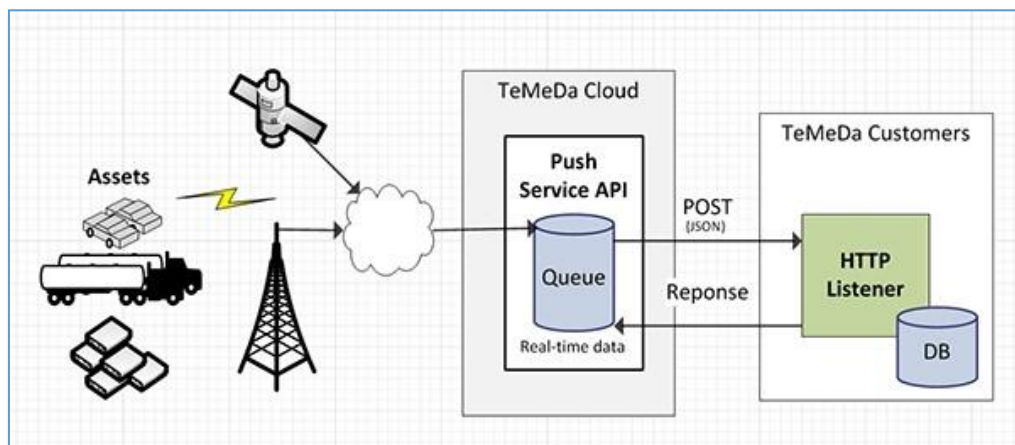 TeMeDa Cloud
TeMeDa Customers
Assets
Push
Service API
POST
(JSON)
HTTP
Listener
Queue
Reponse
Real-time data
DB